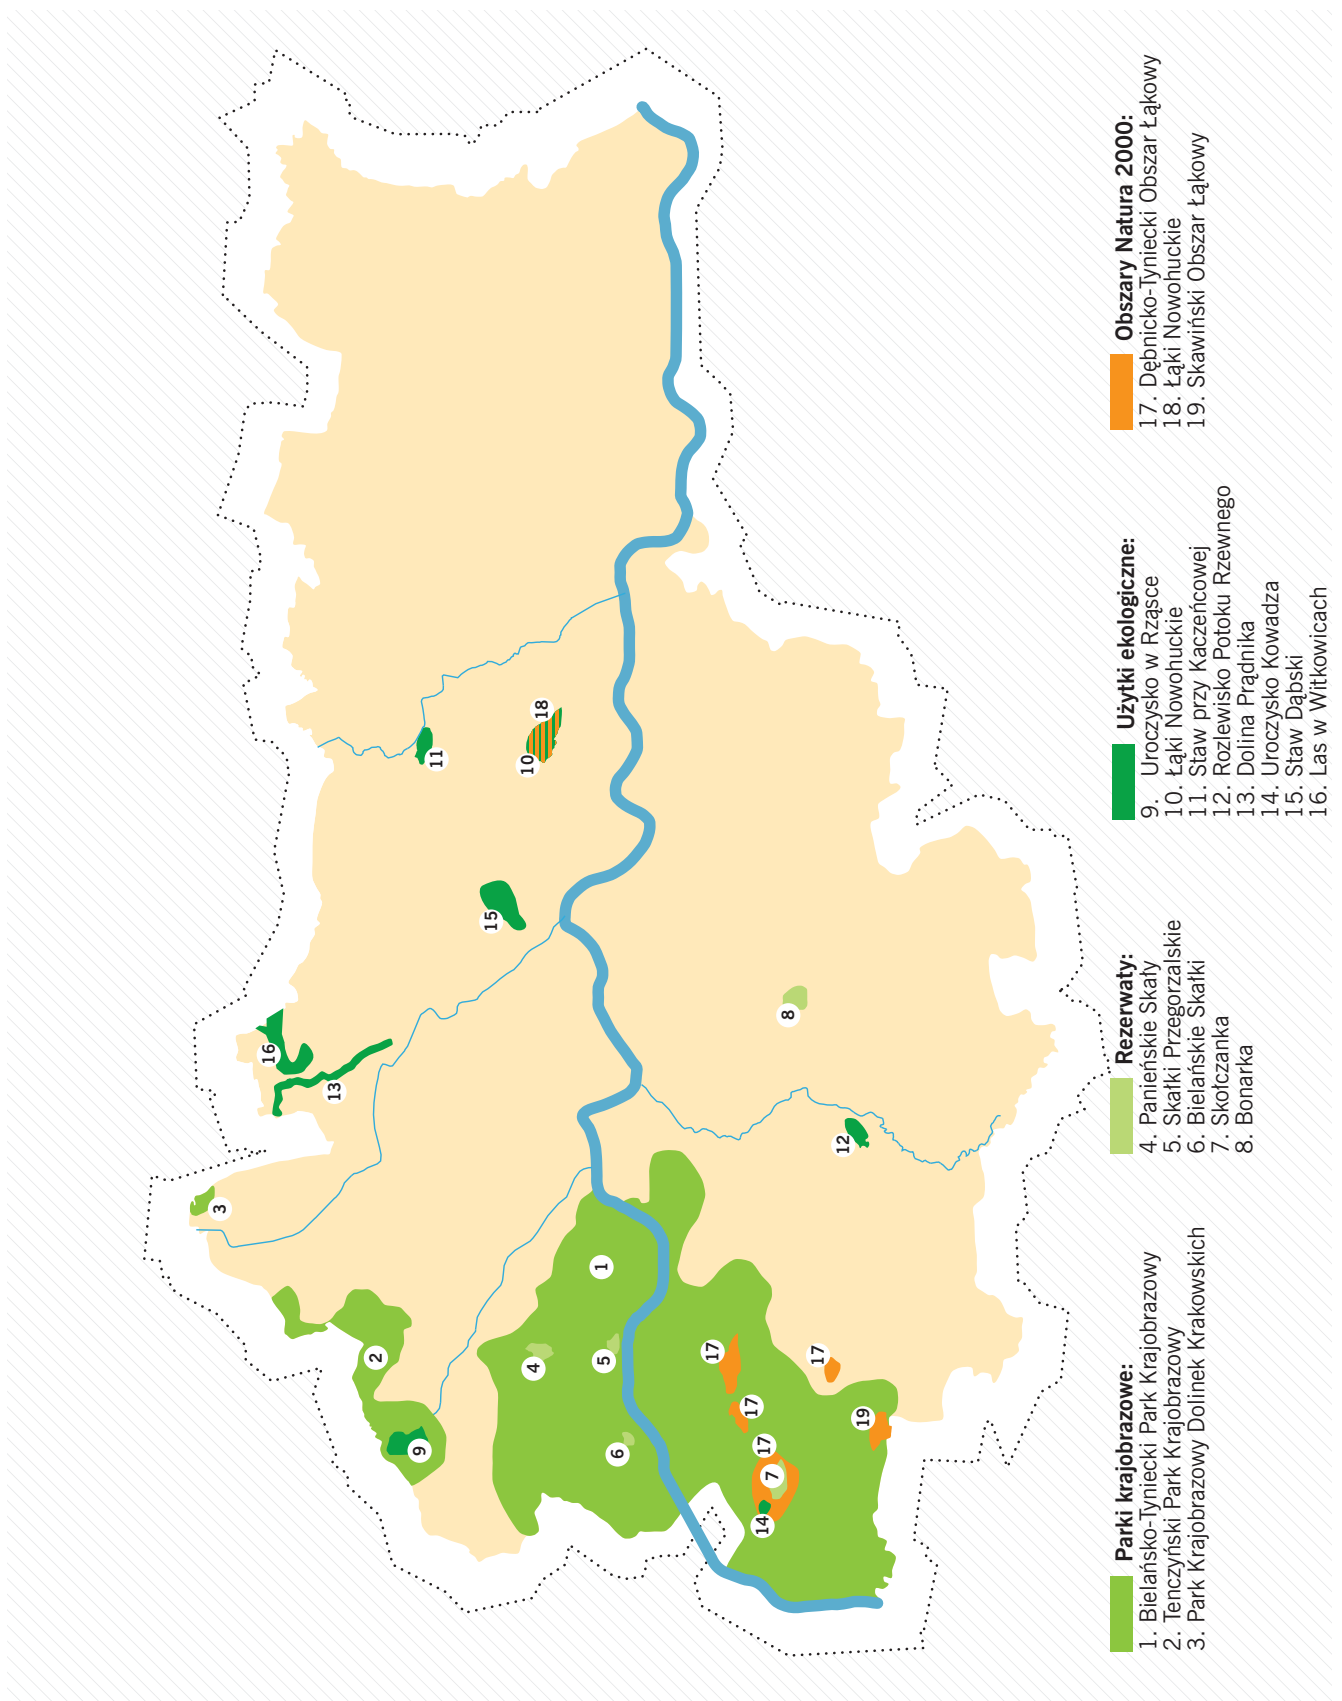 3
16
13
2
9
11
15
10
4
18
1
5
6
17
17
14
17
7
8
17
12
19
Parki krajobrazowe:
1. Bielańsko-Tyniecki Park Krajobrazowy
2. Tenczyński Park Krajobrazowy
3. Park Krajobrazowy Dolinek Krakowskich
Rezerwaty:
4. Panieńskie Skały
5. Skałki Przegorzalskie
6. Bielańskie Skałki
7. Skołczanka
8. Bonarka
Użytki ekologiczne:
9. Uroczysko w Rząsce
10. Łąki Nowohuckie
11. Staw przy Kaczeńcowej
12. Rozlewisko Potoku Rzewnego
13. Dolina Prądnika
14. Uroczysko Kowadza
15. Staw Dąbski
16. Las w Witkowicach
Obszary Natura 2000:
17. Dębnicko-Tyniecki Obszar Łąkowy
18. Łąki Nowohuckie
19. Skawiński Obszar Łąkowy